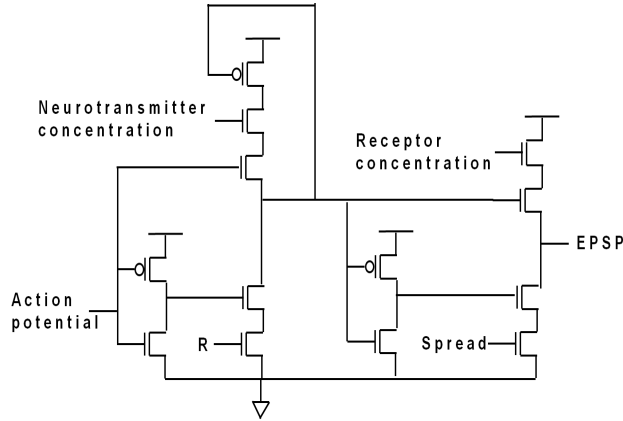 Neurotransmitter
concentration
Receptor
concentration
EPSP
Action
potential
R
Spread